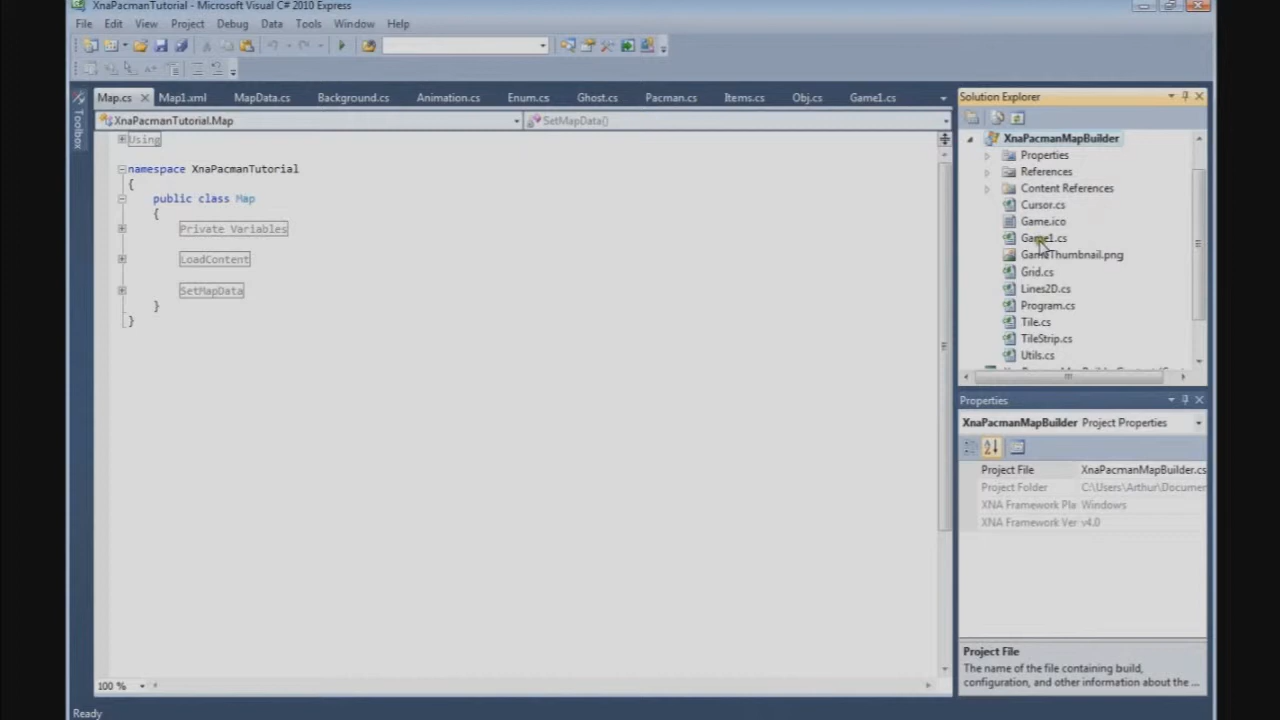 XnaPacmanTutorial - Microsoft Visual C# 2010 Express
File Edit View Project Debug Data Tools Window Help
Map.cs Map1.xml MapData.cs Background.cs Animation.cs Enum.cs Ghost.cs Pacman.cs Items.cs Obj.cs Game1.cs
XnaPacmanTutorial.Map SetMapData()
Toolbox
Using
namespace XnaPacmanTutorial
{
public class Map
{
Private Variables
LoadContent
SetMapData
}
}
100 %
Solution Explorer
XnaPacmanMapBuilder
Properties
References
Content References
Cursor.cs
Game.ico
Game1.cs
GameThumbnail.png
Grid.cs
Lines2D.cs
Program.cs
Tile.cs
TileStrip.cs
Utils.cs
Properties
XnaPacmanMapBuilder Project Properties
Project File XnaPacmanMapBuilder.cs
Project Folder C:\Users\Arthur\Documer
XNA Framework Pla Windows
XNA Framework Ver v4.0
Project File
The name of the file containing build,
configuration, and other information about the ...
Ready